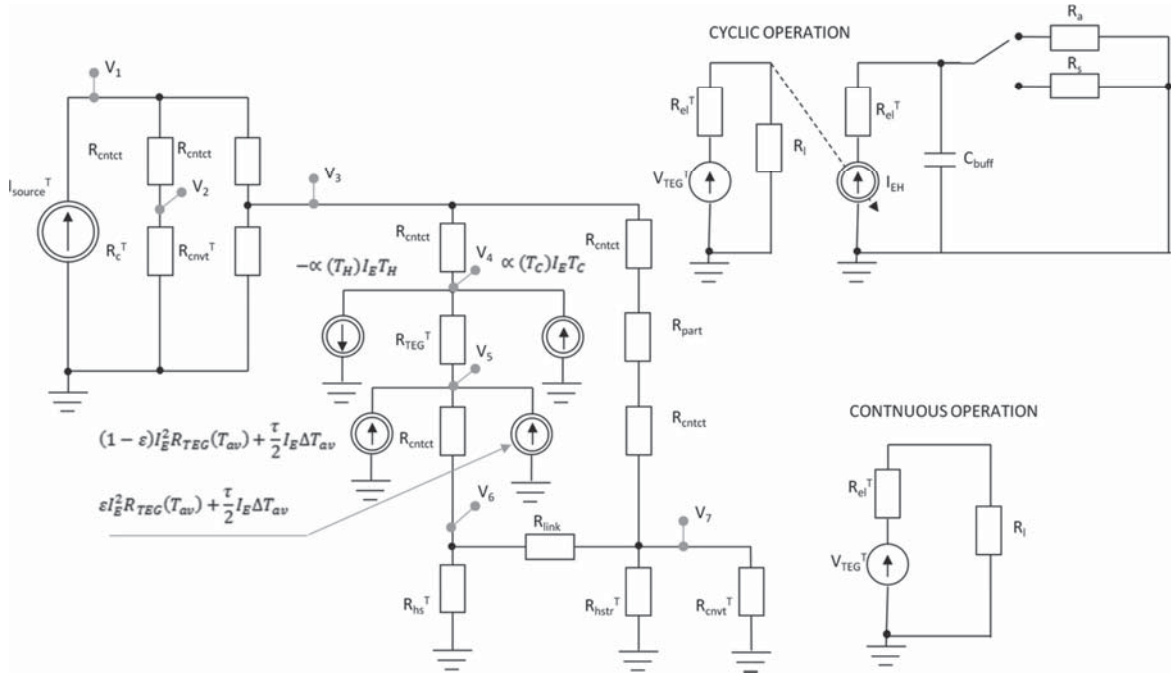 V1
Rcntct
Rcntct
Isource^T
V2
Rc^T
Rcnvt^T
V3
Rcntct
V4
−∝(T_H)I_E T_H
∝(T_C)I_E T_C
Rcntct
RTEG^T
Rpart
V5
(1 − ε)I_E^2 R_TEG(T_av) + τ/2 I_E ΔT_av
Rcntct
Rcntct
εI_E^2 R_TEG(T_av) + τ/2 I_E ΔT_av
V6
Rlink
V7
Rhs^T
Rhstr^T
Rcnvt^T
CYCLIC OPERATION
Ra
Rs
Rel^T
Rl
Rel^T
VTEG^T
IEH
Cbuff
CONTNUOUS OPERATION
Rel^T
Rl
VTEG^T